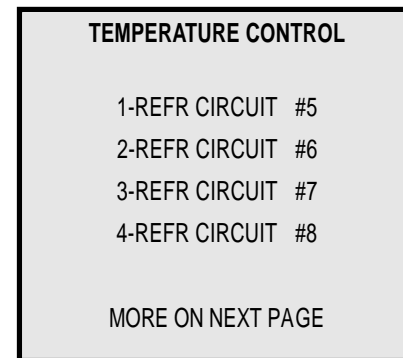 TEMPERATURE CONTROL
1-REFR CIRCUIT #5
2-REFR CIRCUIT #6
3-REFR CIRCUIT #7
4-REFR CIRCUIT #8
MORE ON NEXT PAGE